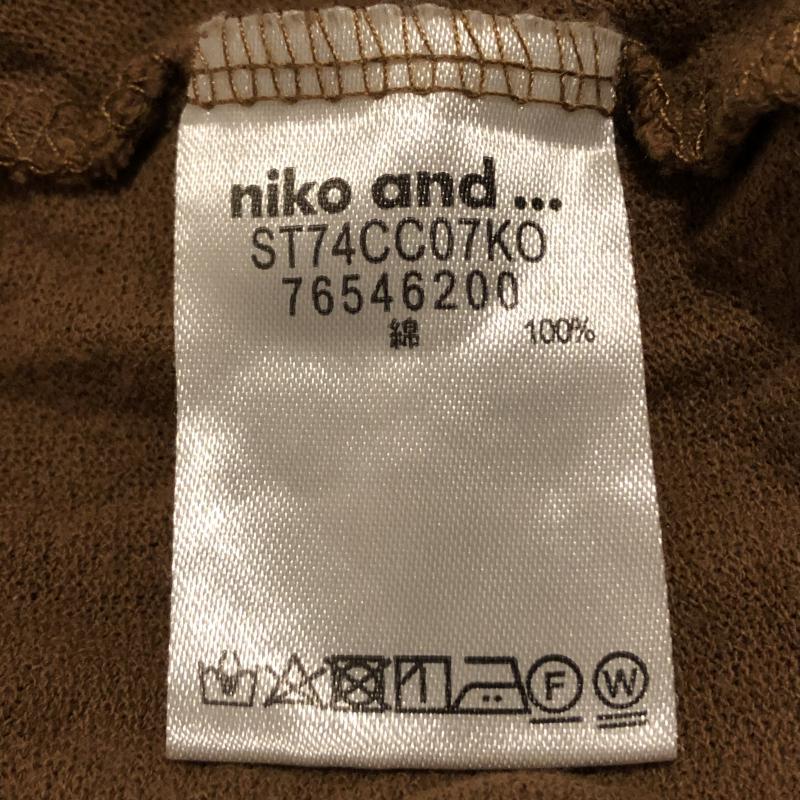 niko and ...
ST74CC07KO
76546200
綿 100%
F W